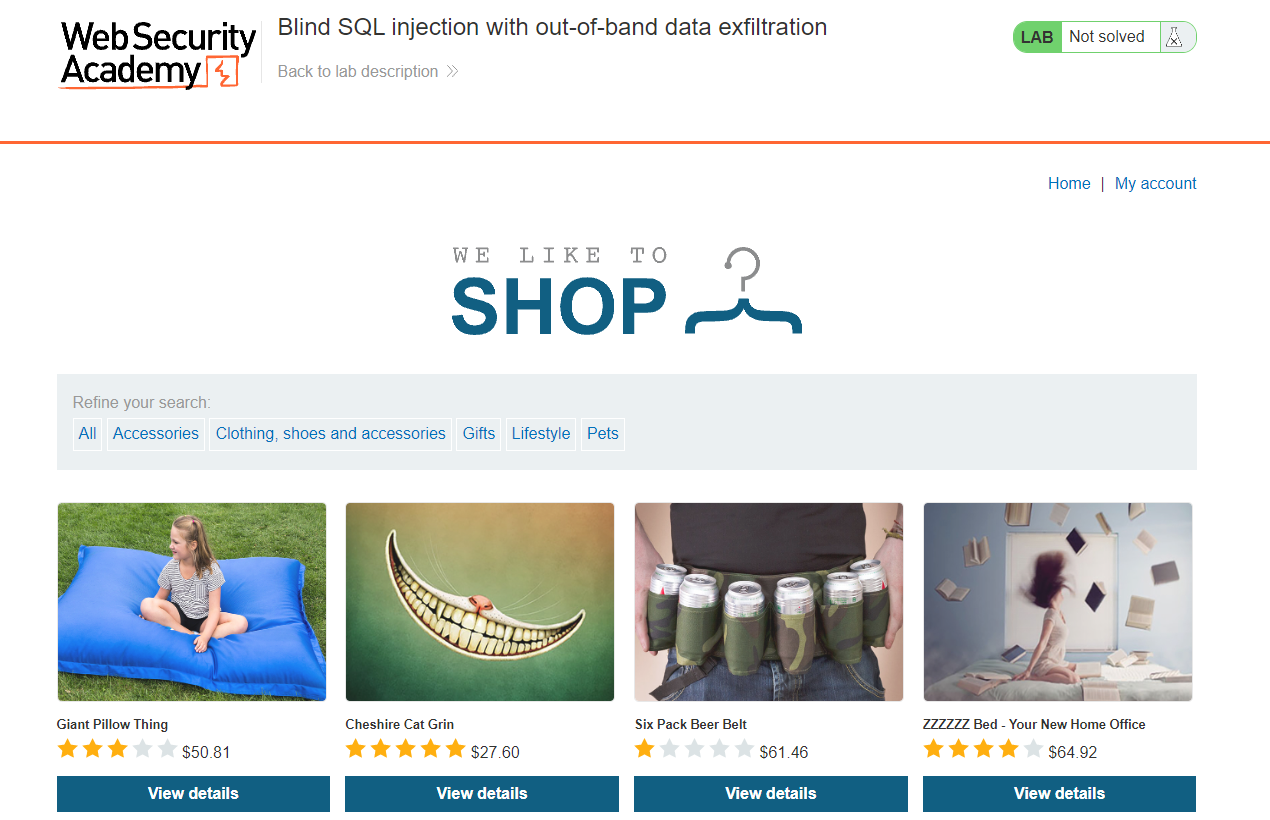 Web Security
Academy
Blind SQL injection with out-of-band data exfiltration
Back to lab description
LAB Not solved
Home | My account
WE LIKE TO
SHOP
Refine your search:
All Accessories Clothing, shoes and accessories Gifts Lifestyle Pets
Giant Pillow Thing Cheshire Cat Grin Six Pack Beer Belt ZZZZZZ Bed - Your New Home Office
$50.81 $27.60 $61.46 $64.92
View details View details View details View details